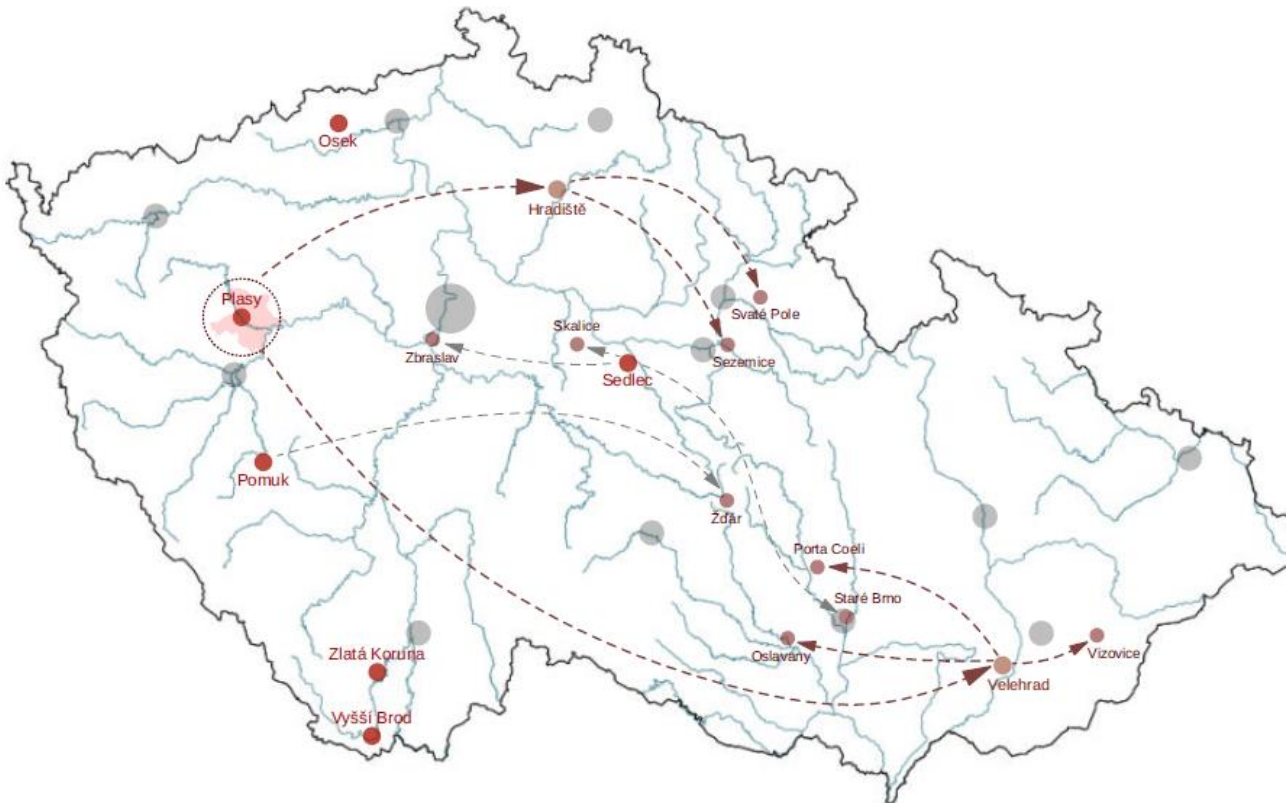 Osek
Hradiště
Plasy
Svaté Pole
Skalice
Zbraslav
Sezemice
Sedlec
Pomuk
Žďár
Porta Coeli
Staré Brno
Oslavany
Vizovice
Zlatá Koruna
Velehrad
Vyšší Brod